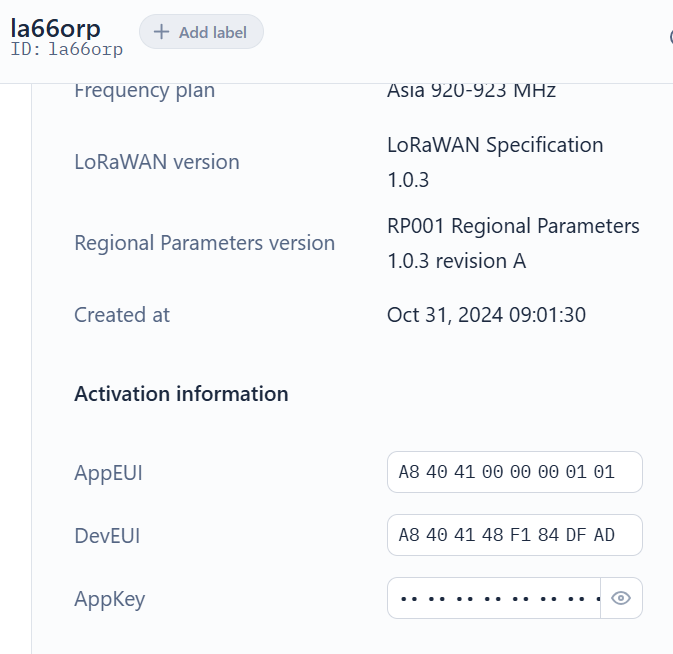 la66orp
ID: la66orp
+ Add label
Frequency plan
Asia 920-923 MHz
LoRaWAN version
LoRaWAN Specification
1.0.3
Regional Parameters version
RP001 Regional Parameters
1.0.3 revision A
Created at
Oct 31, 2024 09:01:30
Activation information
AppEUI
A8 40 41 00 00 00 01 01
DevEUI
A8 40 41 48 F1 84 DF AD
AppKey
•• •• •• •• •• •• •• •